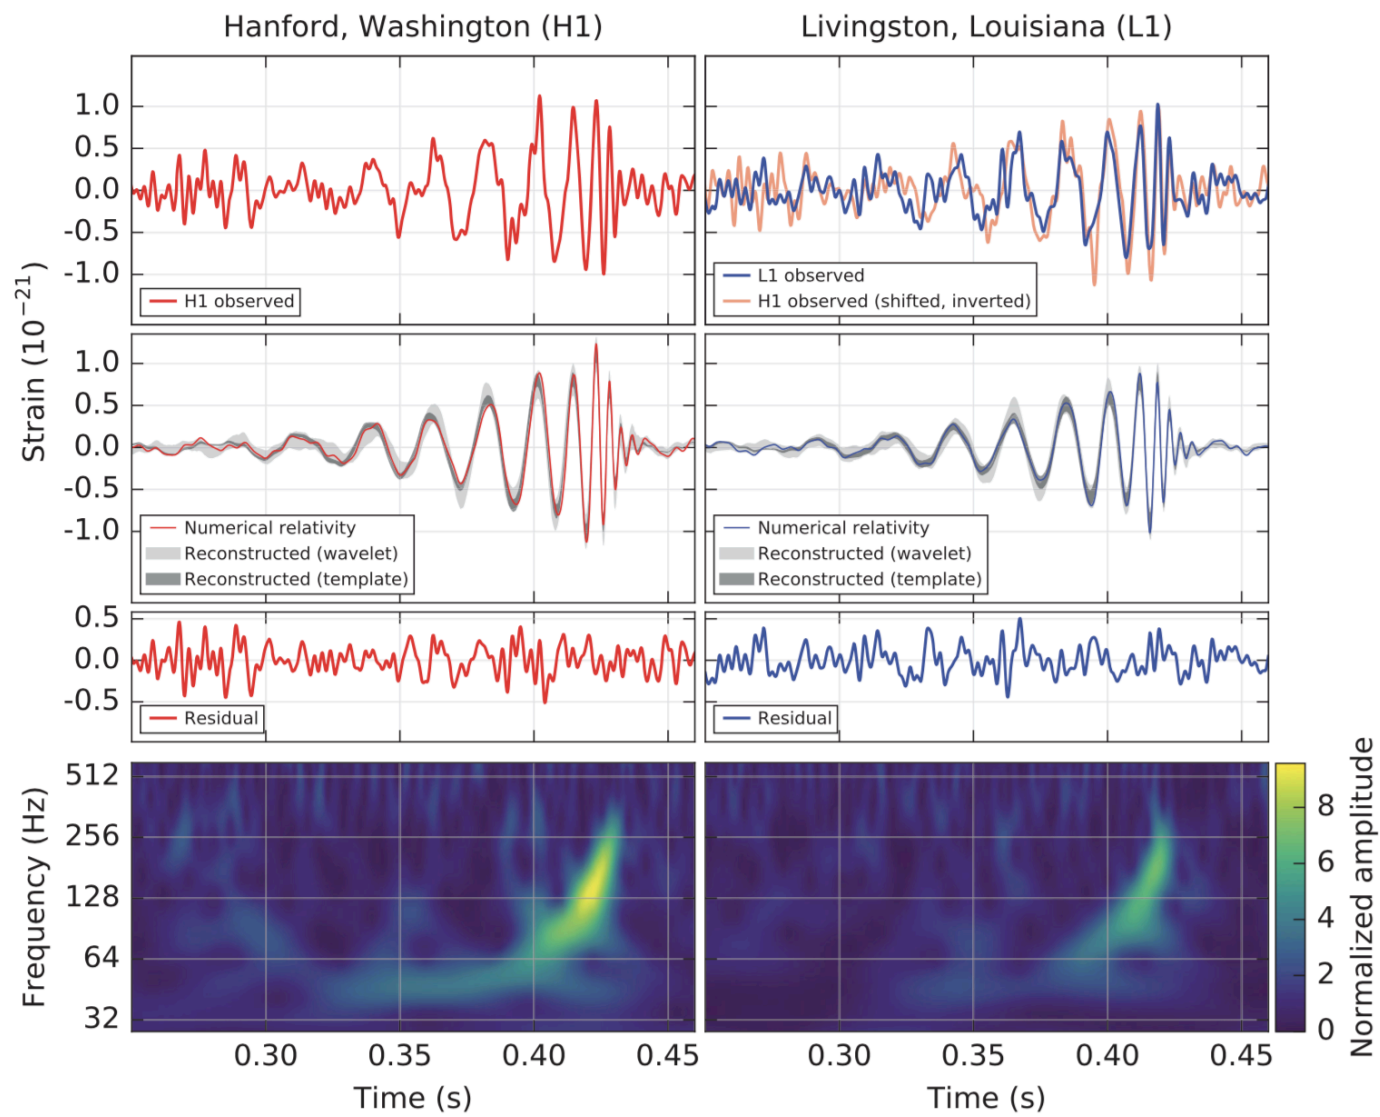 Hanford, Washington (H1)
Livingston, Louisiana (L1)
Strain (10⁻²¹)
1.0
0.5
0.0
-0.5
-1.0
H1 observed
L1 observed
H1 observed (shifted, inverted)
1.0
0.5
0.0
-0.5
-1.0
Numerical relativity
Reconstructed (wavelet)
Reconstructed (template)
Numerical relativity
Reconstructed (wavelet)
Reconstructed (template)
0.5
0.0
-0.5
Residual
Residual
Frequency (Hz)
512
256
128
64
32
0.30
0.35
0.40
0.45
0.30
0.35
0.40
0.45
Time (s)
Time (s)
8
6
4
2
0
Normalized amplitude